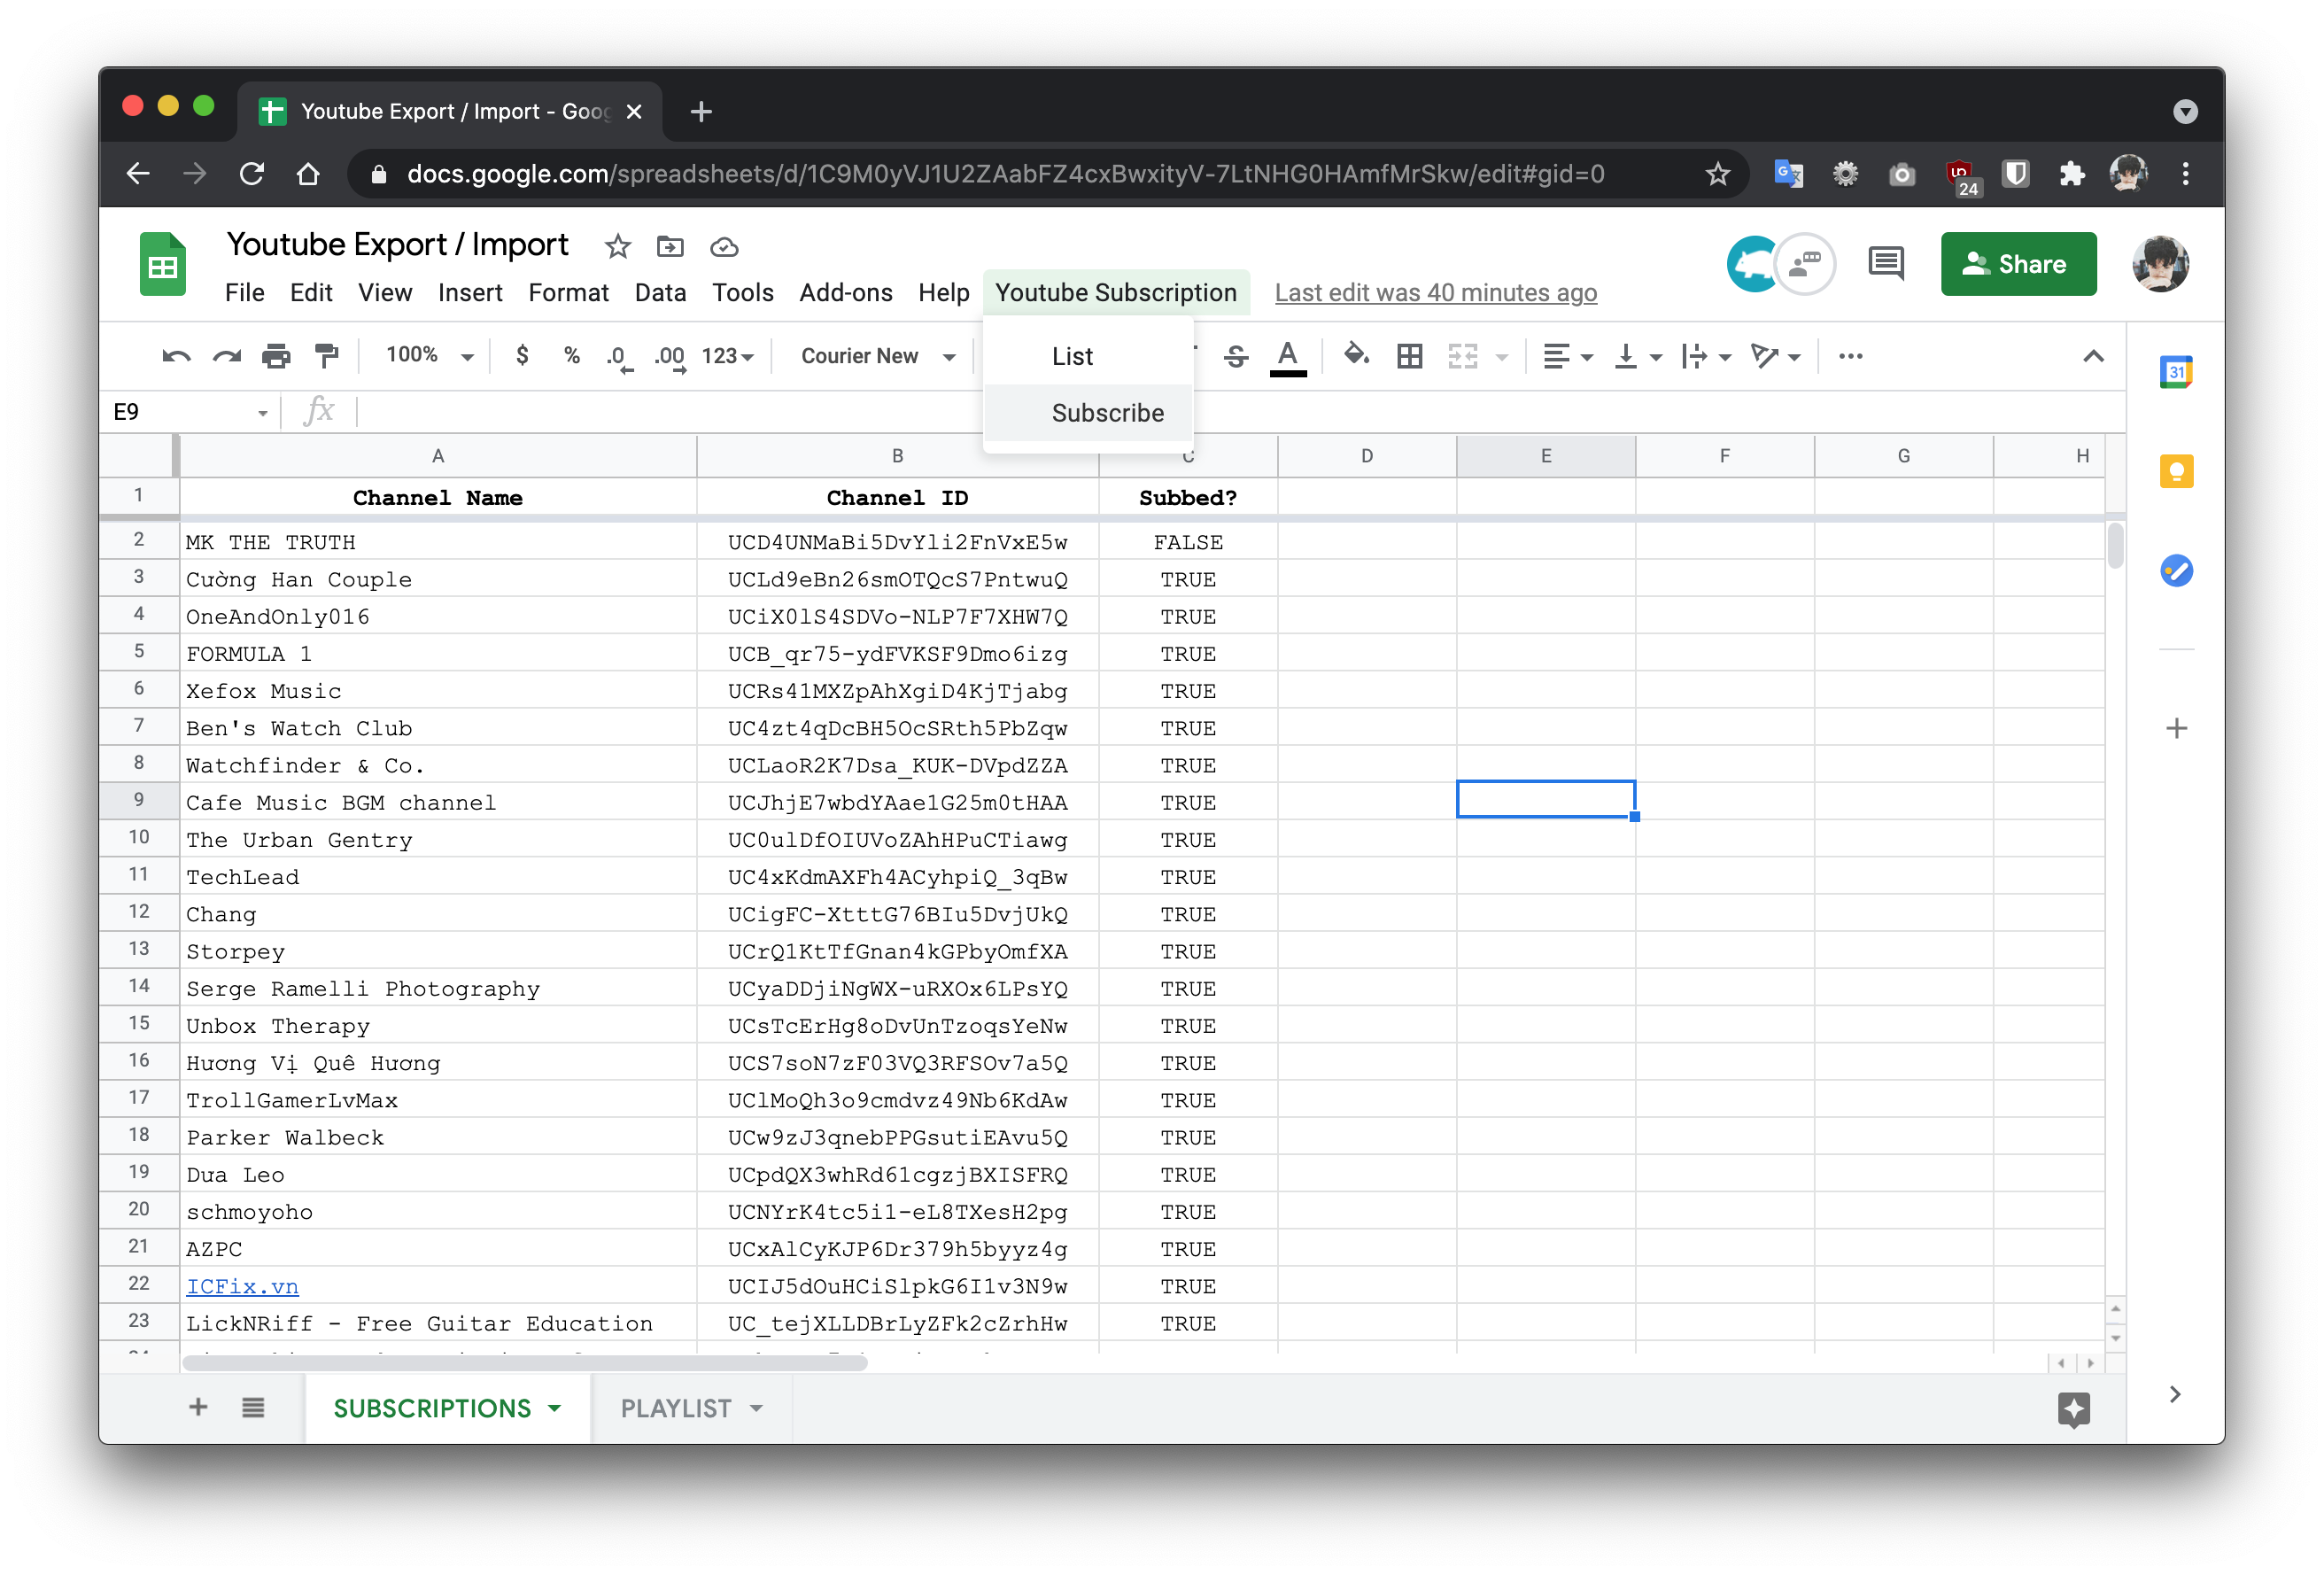 Youtube Export / Import - Goog
docs.google.com/spreadsheets/d/1C9M0yVJ1U2ZAabFZ4cxBwxityV-7LtNHG0HAmfMrSkw/edit#gid=0
24
Youtube Export / Import
Share
File Edit View Insert Format Data Tools Add-ons Help Youtube Subscription Last edit was 40 minutes ago
100% $ % .0 .00 123 Courier New A
List
Subscribe
31
E9 fx
A B C D E F G H
1 Channel Name Channel ID Subbed?
2 MK THE TRUTH UCD4UNMaBi5DvYli2FnVxE5w FALSE
3 Cường Han Couple UCLd9eBn26smOTQcS7PntwuQ TRUE
4 OneAndOnly016 UCiX0lS4SDVo-NLP7F7XHW7Q TRUE
5 FORMULA 1 UCB_qr75-ydFVKSF9Dmo6izg TRUE
6 Xefox Music UCRs41MXZpAhXgiD4KjTjabg TRUE
7 Ben's Watch Club UC4zt4qDcBH5OcSRth5PbZqw TRUE
8 Watchfinder & Co. UCLaoR2K7Dsa_KUK-DVpdZZA TRUE
9 Cafe Music BGM channel UCJhjE7wbdYAae1G25m0tHAA TRUE
10 The Urban Gentry UC0ulDfOIUVoZAhHPuCTiawg TRUE
11 TechLead UC4xKdmAXFh4ACyhpiQ_3qBw TRUE
12 Chang UCigFC-XtttG76BIu5DvjUkQ TRUE
13 Storpey UCrQ1KtTfGnan4kGPbyOmfXA TRUE
14 Serge Ramelli Photography UCyaDDjiNgWX-uRXOx6LPsYQ TRUE
15 Unbox Therapy UCsTcErHg8oDvUnTzoqsYeNw TRUE
16 Hương Vị Quê Hương UCS7soN7zF03VQ3RFSOv7a5Q TRUE
17 TrollGamerLvMax UClMoQh3o9cmdvz49Nb6KdAw TRUE
18 Parker Walbeck UCw9zJ3qnebPPGsutiEAvu5Q TRUE
19 Dưa Leo UCpdQX3whRd61cgzjBXISFRQ TRUE
20 schmoyoho UCNYrK4tc5i1-eL8TXesH2pg TRUE
21 AZPC UCxAlCyKJP6Dr379h5byyz4g TRUE
22 ICFix.vn UCIJ5dOuHCiSlpkG6I1v3N9w TRUE
23 LickNRiff - Free Guitar Education UC_tejXLLDBrLyZFk2cZrhHw TRUE
SUBSCRIPTIONS PLAYLIST